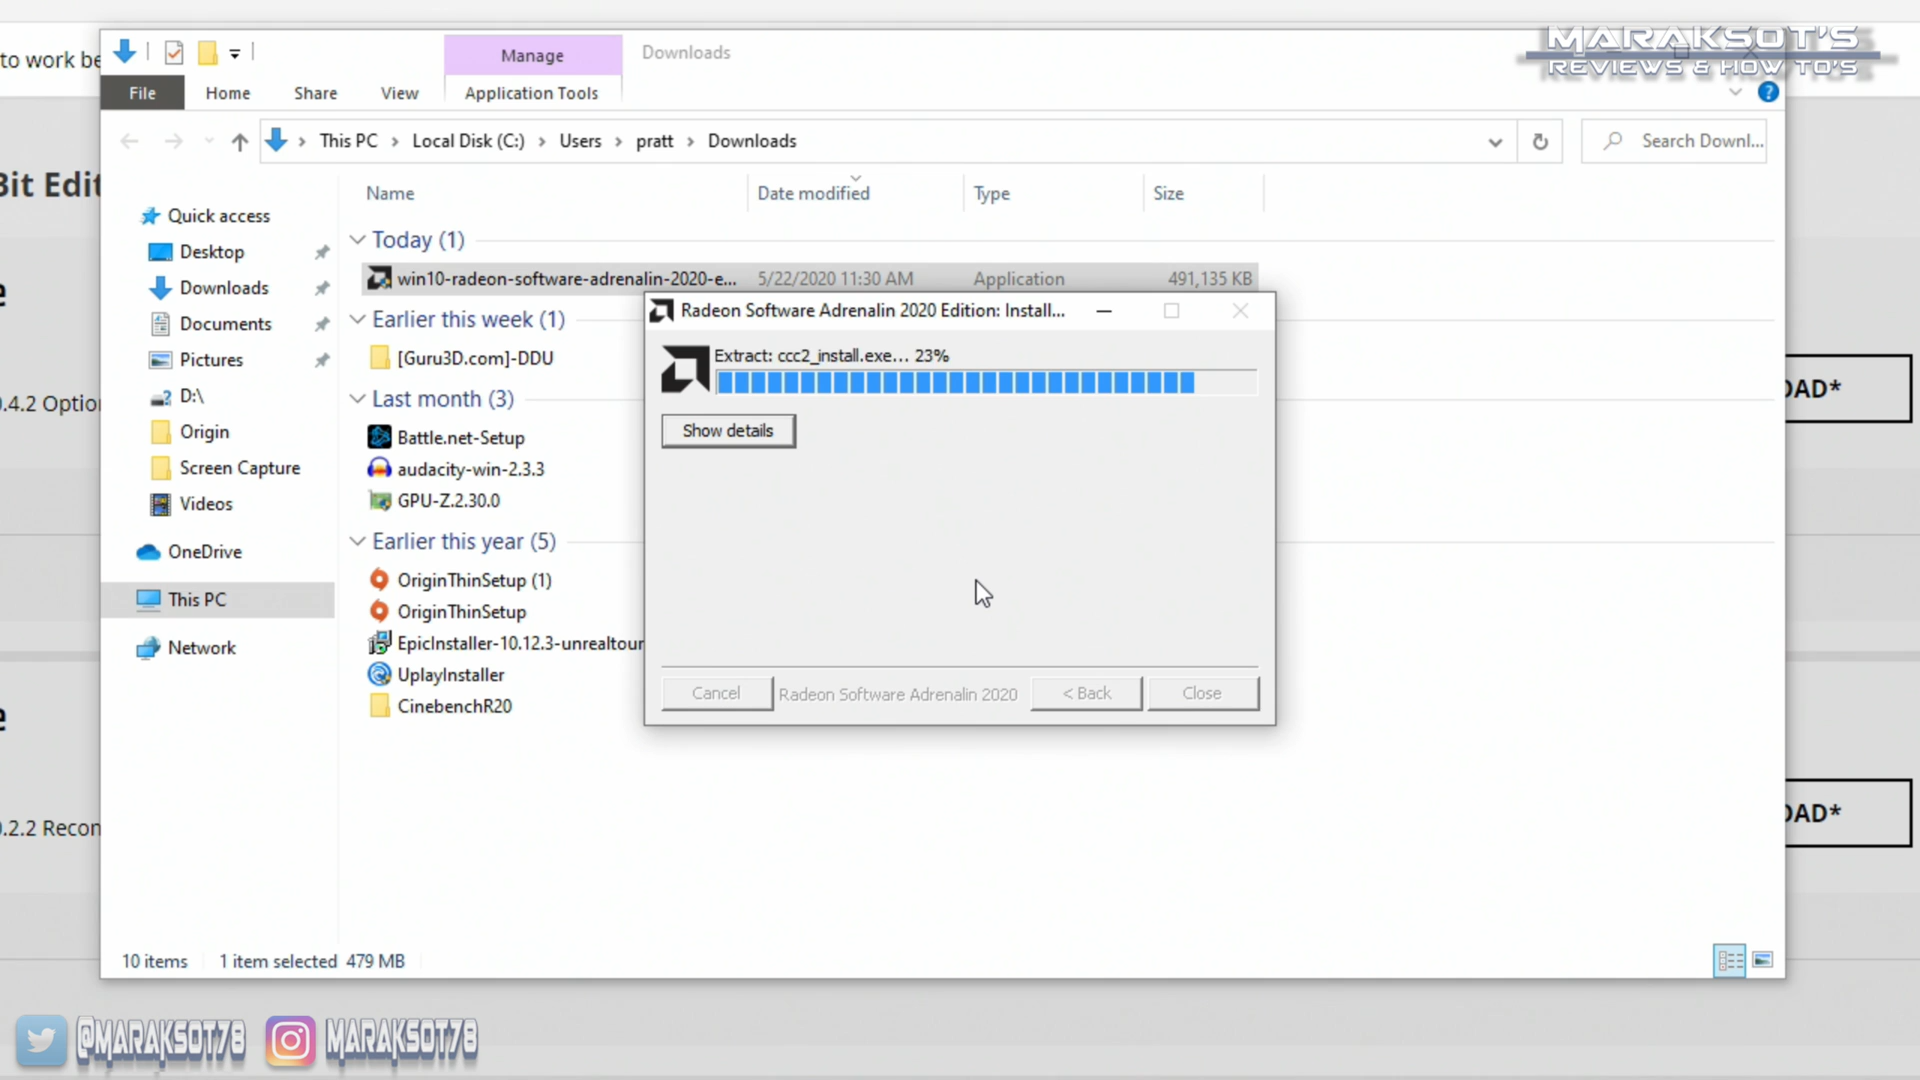 to work be
Manage
Downloads
MARAKSOT'S
REVIEWS & HOW TO'S
File
Home
Share
View
Application Tools
This PC
Local Disk (C:)
Users
pratt
Downloads
Search Downl...
Bit Edit
Name
Date modified
Type
Size
Quick access
Desktop
Downloads
Documents
Pictures
D:\
Origin
Screen Capture
Videos
OneDrive
This PC
Network
Today (1)
win10-radeon-software-adrenalin-2020-e...
5/22/2020 11:30 AM
Application
491,135 KB
Earlier this week (1)
[Guru3D.com]-DDU
Last month (3)
Battle.net-Setup
audacity-win-2.3.3
GPU-Z.2.30.0
Earlier this year (5)
OriginThinSetup (1)
OriginThinSetup
EpicInstaller-10.12.3-unrealtour
UplayInstaller
CinebenchR20
Radeon Software Adrenalin 2020 Edition: Install...
Extract: ccc2_install.exe... 23%
Show details
Cancel
Radeon Software Adrenalin 2020
< Back
Close
e
.4.2 Option
OAD*
e
.2.2 Recon
OAD*
10 items
1 item selected
479 MB
@MARAKSOT78
MARAKSOT78